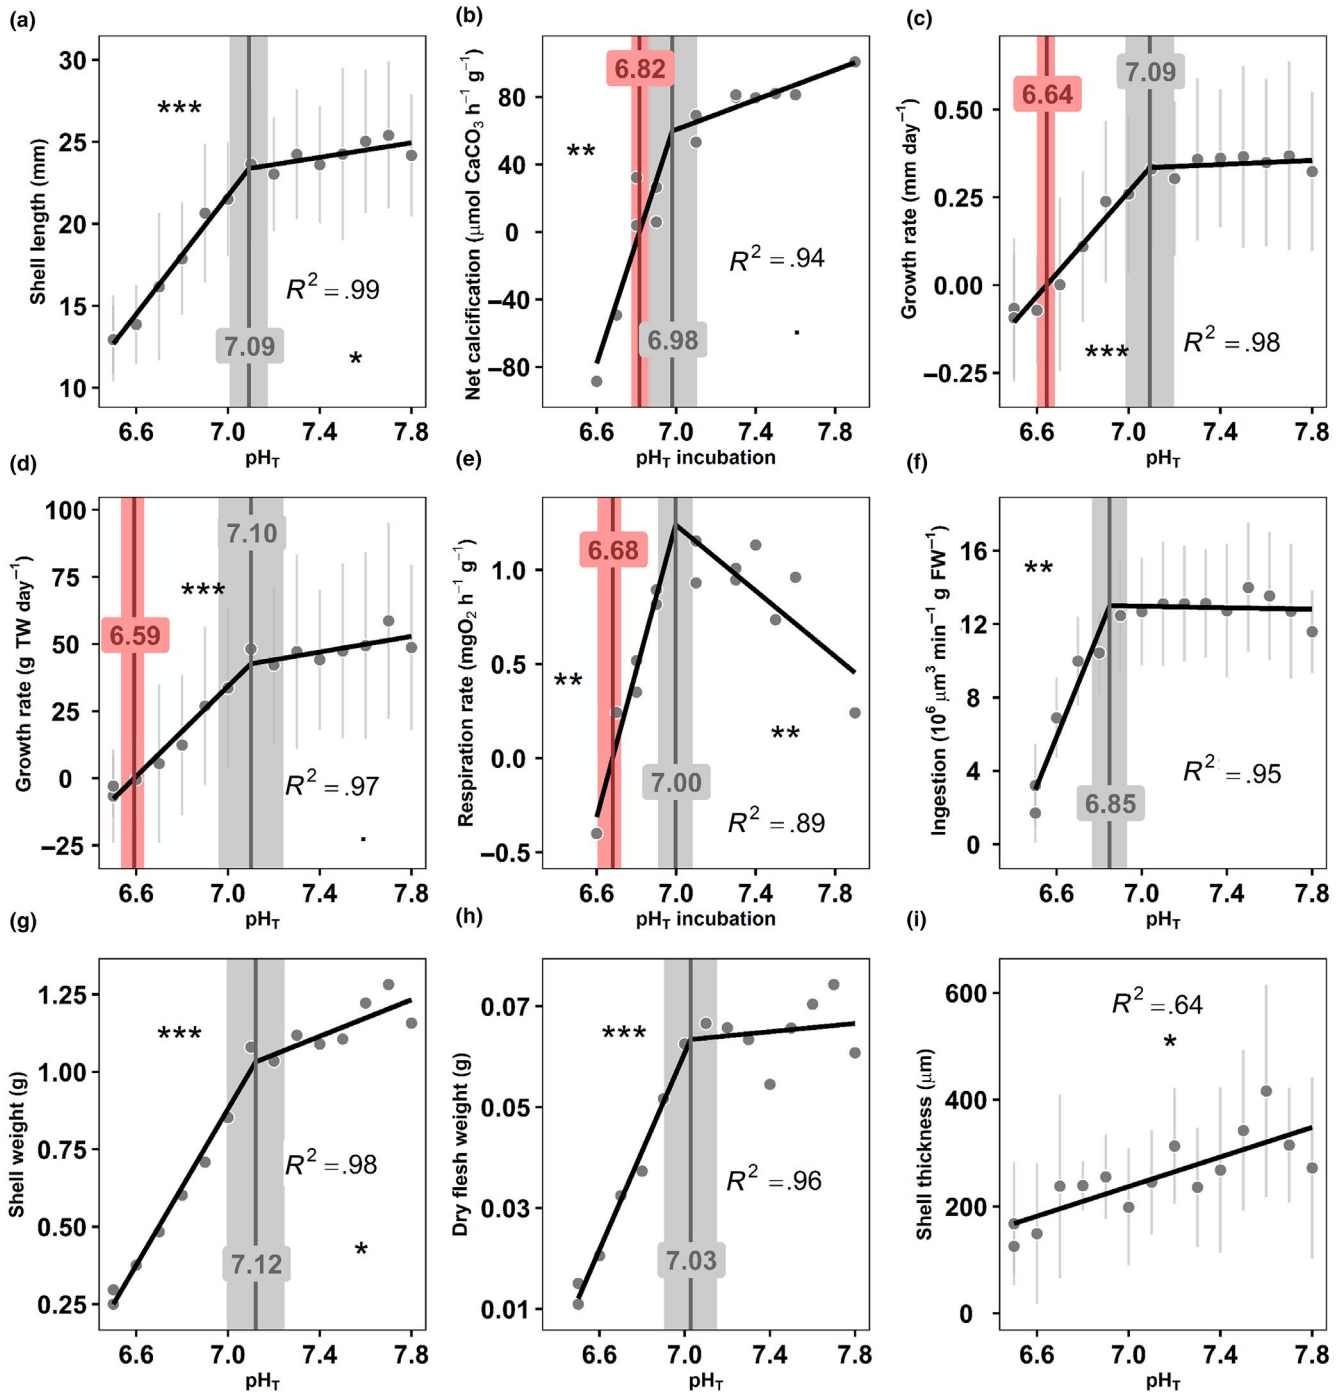 (a)
Shell length (mm)
30
25
20
15
10
***
R² = .99
7.09
*
6.6 7.0 7.4 7.8
pHT
(b)
Net calcification (μmol CaCO3 h−1 g−1)
80
40
0
−40
−80
6.82
**
R² = .94
6.98
.
6.6 7.0 7.4 7.8
pHT incubation
(c)
Growth rate (mm day−1)
0.50
0.25
0.00
−0.25
7.09
6.64
***
R² = .98
6.6 7.0 7.4 7.8
pHT
(d)
Growth rate (g TW day−1)
100
75
50
25
0
−25
7.10
***
6.59
R² = .97
.
6.6 7.0 7.4 7.8
pHT
(e)
Respiration rate (mgO2 h−1 g−1)
1.0
0.5
0.0
−0.5
6.68
**
**
7.00
R² = .89
6.6 7.0 7.4 7.8
pHT incubation
(f)
Ingestion (10⁶ μm³ min−1 g FW−1)
16
12
8
4
0
**
R² : .95
6.85
6.6 7.0 7.4 7.8
pHT
(g)
Shell weight (g)
1.25
1.00
0.75
0.50
0.25
***
R² = .98
7.12
*
6.6 7.0 7.4 7.8
pHT
(h)
Dry flesh weight (g)
0.07
0.05
0.03
0.01
***
R² = .96
7.03
6.6 7.0 7.4 7.8
pHT
(i)
Shell thickness (μm)
600
400
200
0
R² = .64
*
6.6 7.0 7.4 7.8
pHT